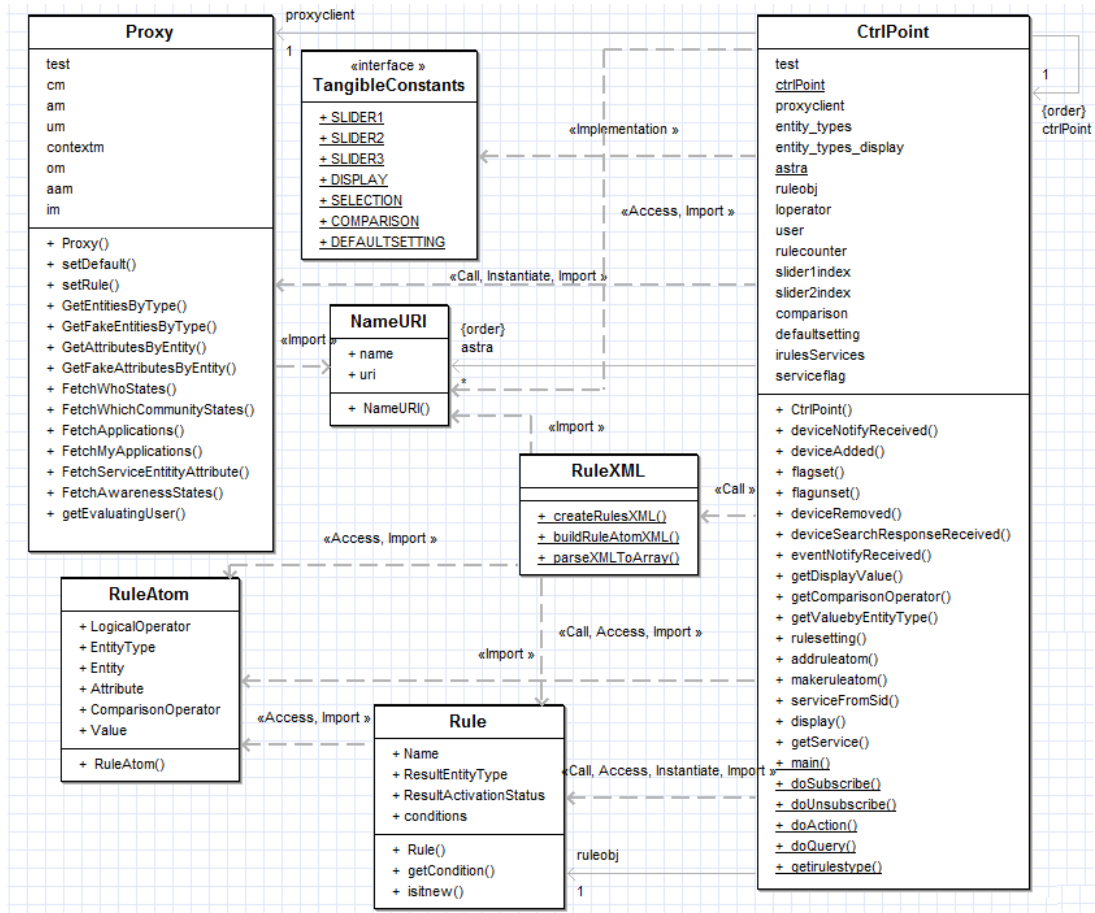 proxyclient
1
Proxy
test
cm
am
um
contextm
om
aam
im
+ Proxy()
+ setDefault()
+ setRule()
+ GetEntitiesByType()
+ GetFakeEntitiesByType()
+ GetAttributesByEntity()
+ GetFakeAttributesByEntity()
+ FetchWhoStates()
+ FetchWhichCommunityStates()
+ FetchApplications()
+ FetchMyApplications()
+ FetchServiceEntitityAttribute()
+ FetchAwarenessStates()
+ getEvaluatingUser()
«interface »
TangibleConstants
+ SLIDER1
+ SLIDER2
+ SLIDER3
+ DISPLAY
+ SELECTION
+ COMPARISON
+ DEFAULTSETTING
«Implementation »
«Access, Import »
«Call, Instantiate, Import »
CtrlPoint
test
ctrlPoint
proxyclient
entity_types
entity_types_display
astra
ruleobj
loperator
user
rulecounter
slider1index
slider2index
comparison
defaultsetting
irulesServices
serviceflag
+ CtrlPoint()
+ deviceNotifyReceived()
+ deviceAdded()
+ flagset()
+ flagunset()
+ deviceRemoved()
+ deviceSearchResponseReceived()
+ eventNotifyReceived()
+ getDisplayValue()
+ getComparisonOperator()
+ getValuebyEntityType()
+ rulesetting()
+ addruleatom()
+ makeruleatom()
+ serviceFromSid()
+ display()
+ getService()
+ main()
+ doSubscribe()
+ doUnsubscribe()
+ doAction()
+ doQuery()
+ getirulestype()
1
{order}
ctrlPoint
«Import »
NameURI
+ name
+ uri
+ NameURI()
{order}
astra
*
«Import »
RuleXML
+ createRulesXML()
+ buildRuleAtomXML()
+ parseXMLToArray()
«Call »
«Access, Import »
RuleAtom
+ LogicalOperator
+ EntityType
+ Entity
+ Attribute
+ ComparisonOperator
+ Value
+ RuleAtom()
«Call, Access, Import »
«Import »
«Access, Import »
Rule
+ Name
+ ResultEntityType
+ ResultActivationStatus
+ conditions
+ Rule()
+ getCondition()
+ isitnew()
«Call, Access, Instantiate, Import »
ruleobj
1